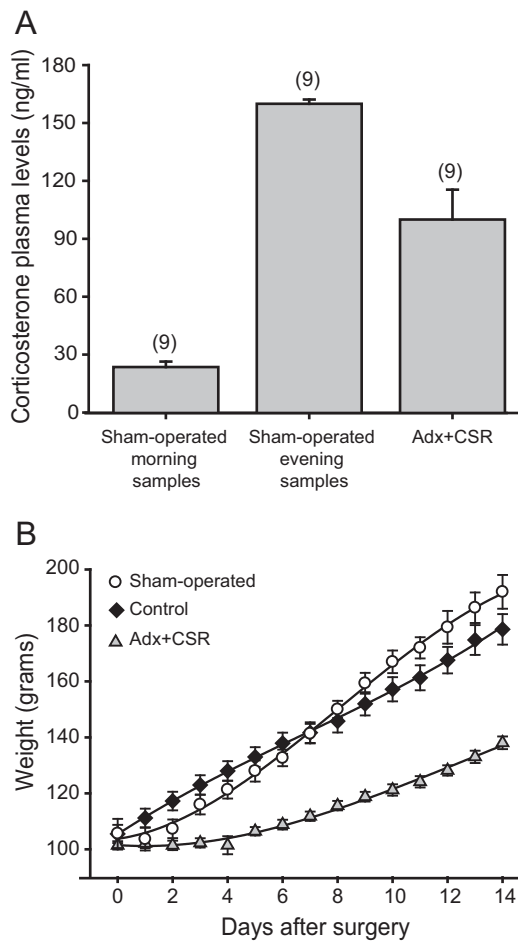 A
Corticosterone plasma levels (ng/ml)
180
150
120
90
60
30
0
(9)
(9)
(9)
Sham-operated
morning
samples
Sham-operated
evening
samples
Adx+CSR
B
Weight (grams)
200
180
160
140
120
100
Sham-operated
Control
Adx+CSR
0 2 4 6 8 10 12 14
Days after surgery